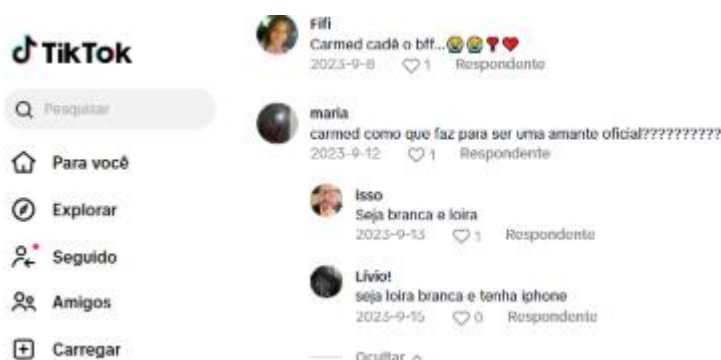 TikTok
Pesquisar
Para você
Explorar
Seguido
Amigos
Carregar
Fifi
Carmed cadê o bff...😭😭❣❤
2023-9-8 1 Respondente
maria
carmed como que faz para ser uma amante oficial??????????
2023-9-12 1 Respondente
isso
Seja branca e loira
2023-9-13 1 Respondente
Lívio!
seja loira branca e tenha iphone
2023-9-15 0 Respondente
Ocultar